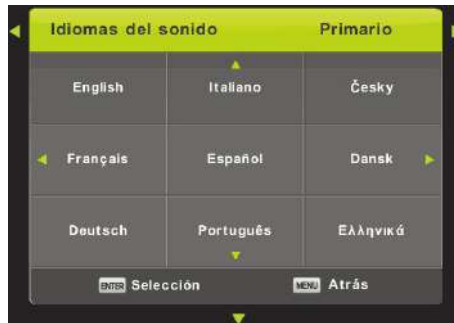 Idiomas del sonido Primario
English Italiano Česky
Français Español Dansk
Deutsch Português Ελληνικά
ENTER Selección MENU Atrás